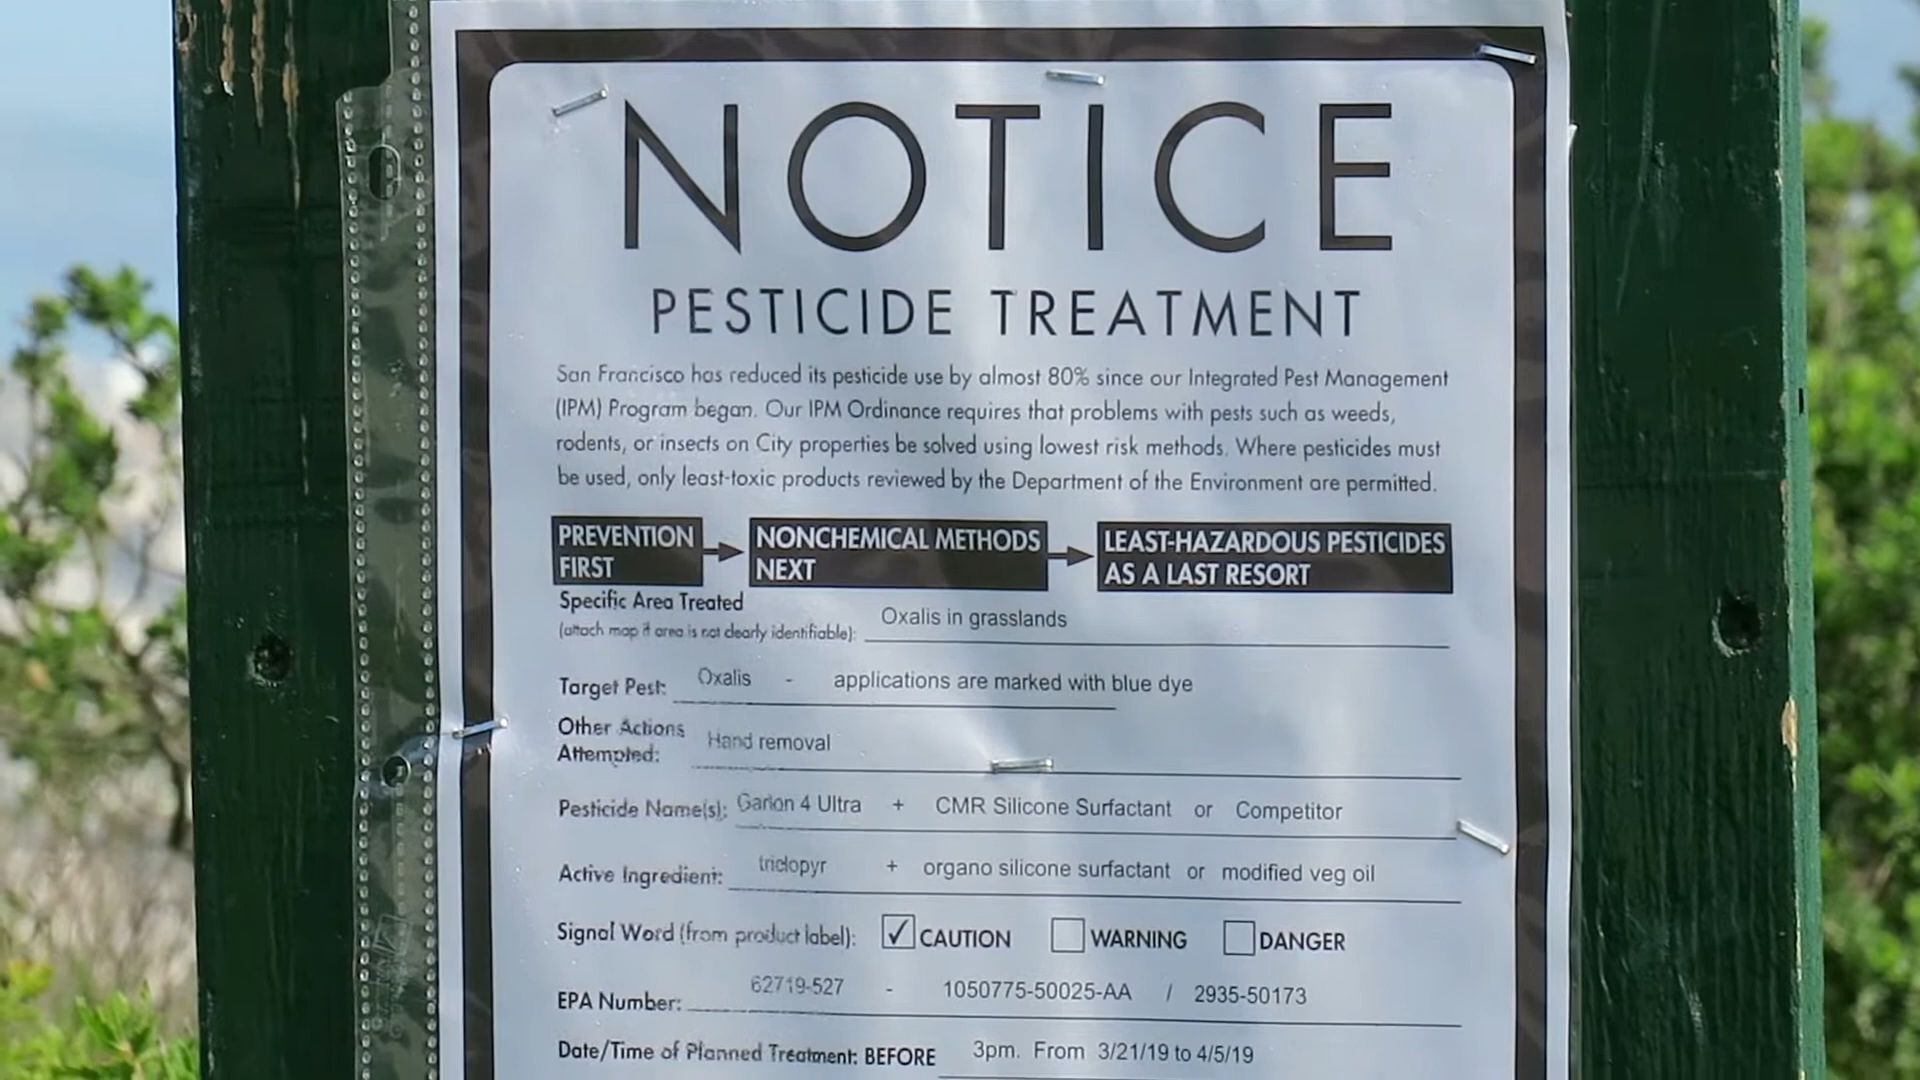 NOTICE
PESTICIDE TREATMENT
San Francisco has reduced its pesticide use by almost 80% since our Integrated Pest Management
(IPM) Program began. Our IPM Ordinance requires that problems with pests such as weeds,
rodents, or insects on City properties be solved using lowest risk methods. Where pesticides must
be used, only least-toxic products reviewed by the Department of the Environment are permitted.
PREVENTION FIRST
NONCHEMICAL METHODS NEXT
LEAST-HAZARDOUS PESTICIDES AS A LAST RESORT
Specific Area Treated
(attach map if area is not clearly identifiable): Oxalis in grasslands
Target Pest: Oxalis - applications are marked with blue dye
Other Actions
Attempted: Hand removal
Pesticide Name(s): Garlon 4 Ultra + CMR Silicone Surfactant or Competitor
Active Ingredient: triclopyr + organo silicone surfactant or modified veg oil
Signal Word (from product label): ✓ CAUTION WARNING DANGER
EPA Number: 62719-527 - 1050775-50025-AA / 2935-50173
Date/Time of Planned Treatment: BEFORE 3pm. From 3/21/19 to 4/5/19